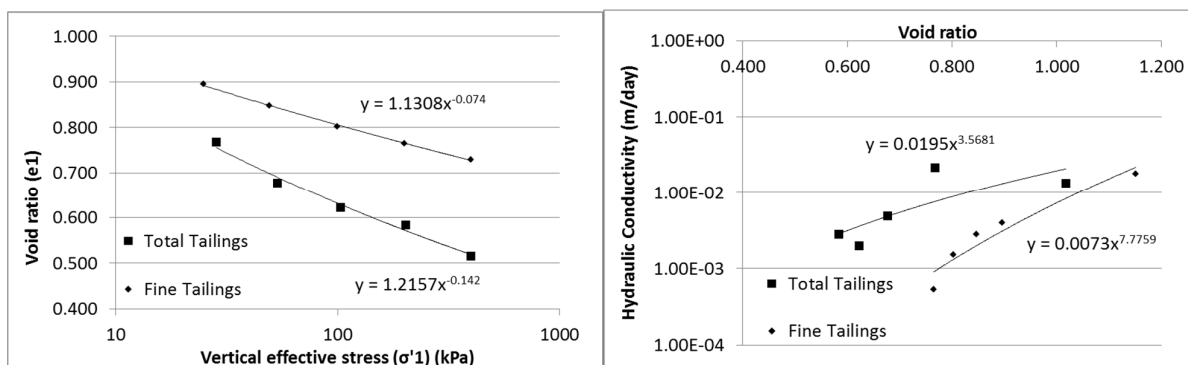 1.000
0.900
0.800
0.700
0.600
0.500
0.400
Void ratio (e1)
y = 1.1308x^-0.074
y = 1.2157x^-0.142
Total Tailings
Fine Tailings
10
100
1000
Vertical effective stress (σ'1) (kPa)
Void ratio
1.00E+00
0.400
0.600
0.800
1.000
1.200
1.00E-01
1.00E-02
1.00E-03
1.00E-04
Hydraulic Conductivity (m/day)
y = 0.0195x^3.5681
y = 0.0073x^7.7759
Total Tailings
Fine Tailings